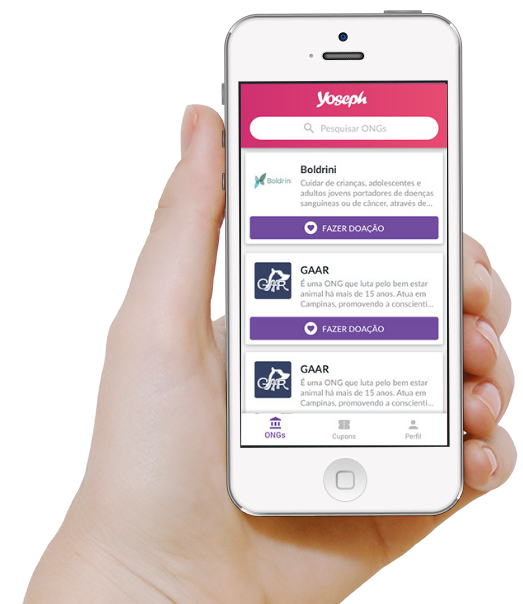 Yoseph
Pesquisar ONGs
Boldrini
Boldrini
Cuidar de crianças, adolescentes e
adultos jovens portadores de doenças
sanguíneas ou de câncer, através de...
FAZER DOAÇÃO
GAAR
GAAR
É uma ONG que luta pelo bem estar
animal há mais de 15 anos. Atua em
Campinas, promovendo a conscienti...
FAZER DOAÇÃO
GAAR
GAAR
É uma ONG que luta pelo bem estar
animal há mais de 15 anos. Atua em
Campinas, promovendo a conscienti...
ONGs
Cupons
Perfil